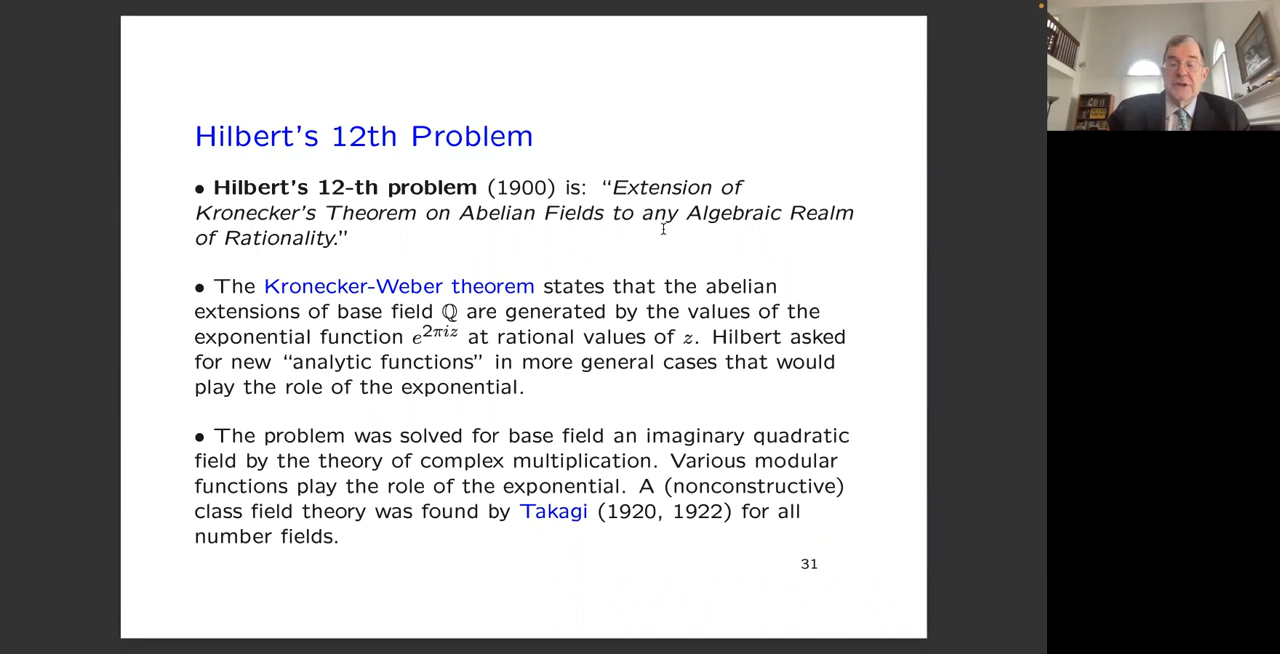 Hilbert's 12th Problem
• Hilbert's 12-th problem (1900) is: “Extension of
Kronecker's Theorem on Abelian Fields to any Algebraic Realm
of Rationality.”
• The Kronecker-Weber theorem states that the abelian
extensions of base field ℚ are generated by the values of the
exponential function e^{2πiz} at rational values of z. Hilbert asked
for new “analytic functions” in more general cases that would
play the role of the exponential.
• The problem was solved for base field an imaginary quadratic
field by the theory of complex multiplication. Various modular
functions play the role of the exponential. A (nonconstructive)
class field theory was found by Takagi (1920, 1922) for all
number fields.
31